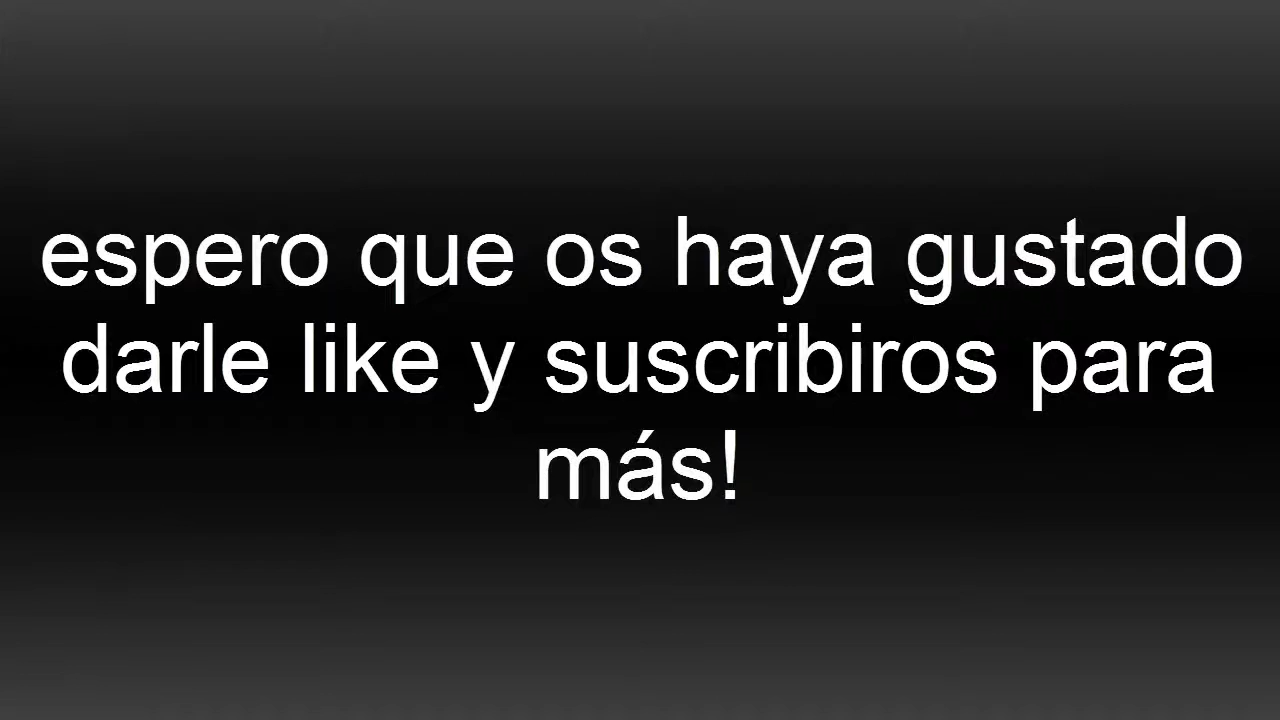 espero que os haya gustado
darle like y suscribiros para
más!